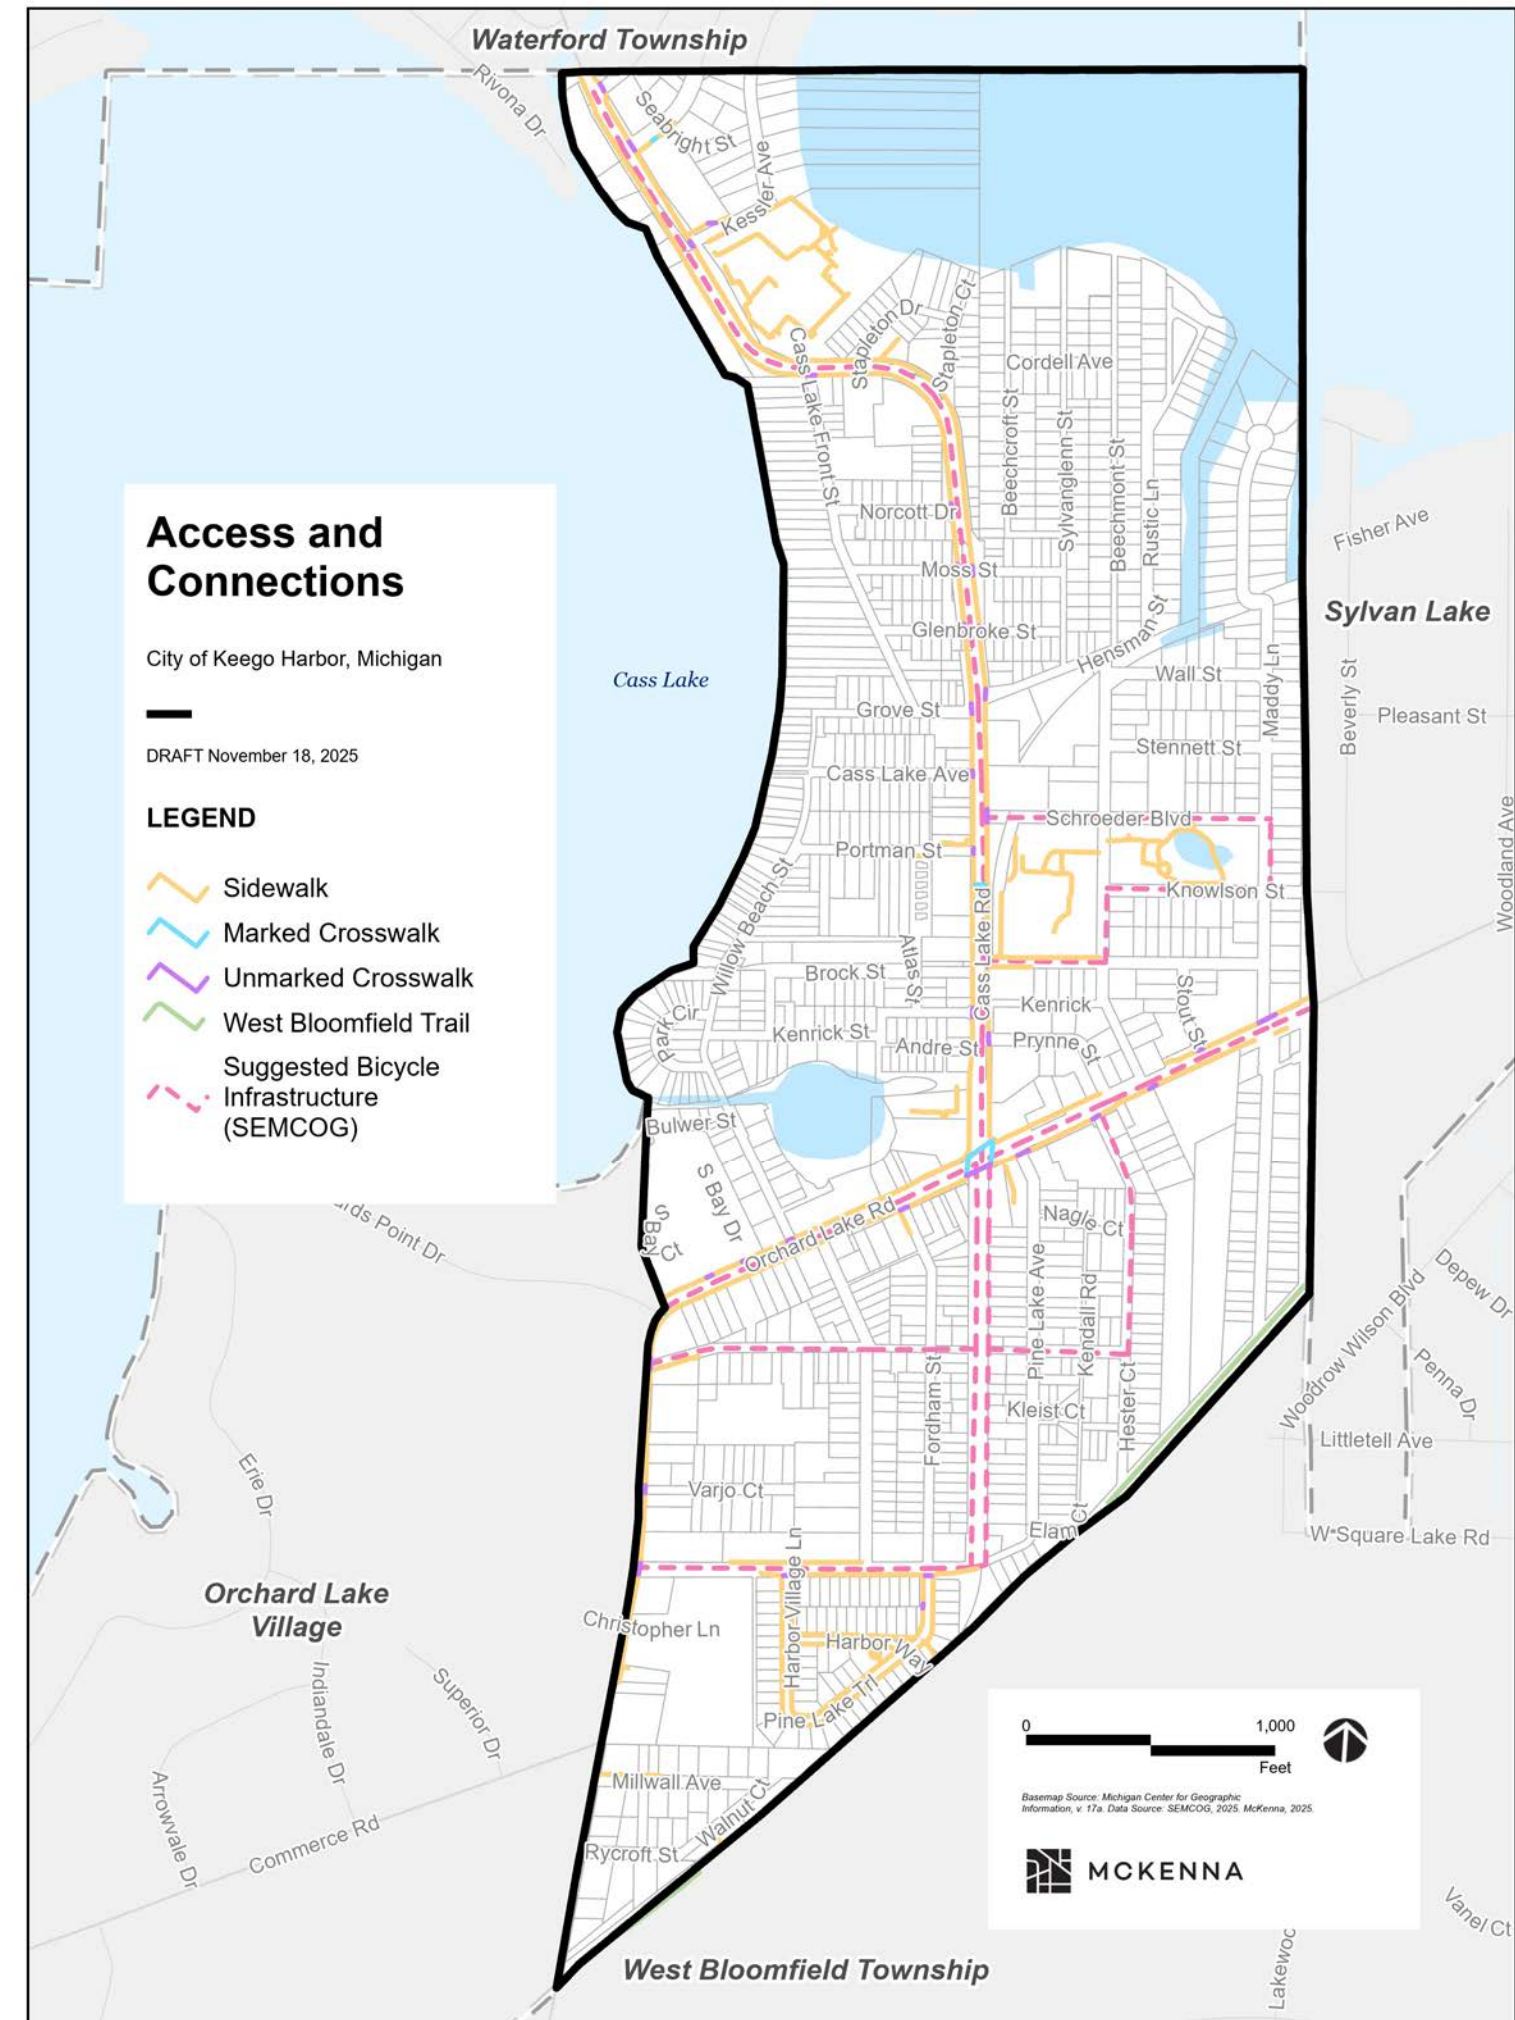 Waterford Township
Rivona Dr
Seabright St
Kessler Ave
Stapleton Dr
Stapleton Ct
Cass Lake Front St
Cordell Ave
Beechcroft St
Sylvanglenn St
Beechmont St
Rustic Ln
Norcott Dr
Moss St
Glenbroke St
Hensman St
Fisher Ave
Sylvan Lake
Access and
Connections
City of Keego Harbor, Michigan
DRAFT November 18, 2025
LEGEND
Sidewalk
Marked Crosswalk
Unmarked Crosswalk
West Bloomfield Trail
Suggested Bicycle
Infrastructure
(SEMCOG)
Cass Lake
Wall St
Maddy Ln
Beverly St
Pleasant St
Grove St
Stennett St
Cass Lake Ave
Schroeder Blvd
Portman St
Woodland Ave
Knowlson St
Willow Beach St
Cass Lake Rd
Atlas St
Brock St
Kenrick
Stout St
Park Cir
Kenrick St
Andre St
Prynne St
Bulwer St
S Bay Dr
S
Bay
Ct
Orchard Lake Rd
Nagle Ct
Pine Lake Ave
Kendall Rd
rds Point Dr
Depew Dr
Woodrow Wilson Blvd
Penna Dr
Fordham St
Kleist Ct
Hester Ct
Littletell Ave
Erie Dr
Varjo Ct
Elam Ct
W Square Lake Rd
Orchard Lake
Village
Christopher Ln
Harbor Village Ln
Harbor Way
Pine Lake Trl
Indiandale Dr
Superior Dr
Arrowvale Dr
Commerce Rd
Millwall Ave
Walnut Ct
Rycroft St
0 1,000
Feet
Basemap Source: Michigan Center for Geographic
Information, v. 17a. Data Source: SEMCOG, 2025. McKenna, 2025.
MCKENNA
Vanel Ct
Lakewoo
West Bloomfield Township